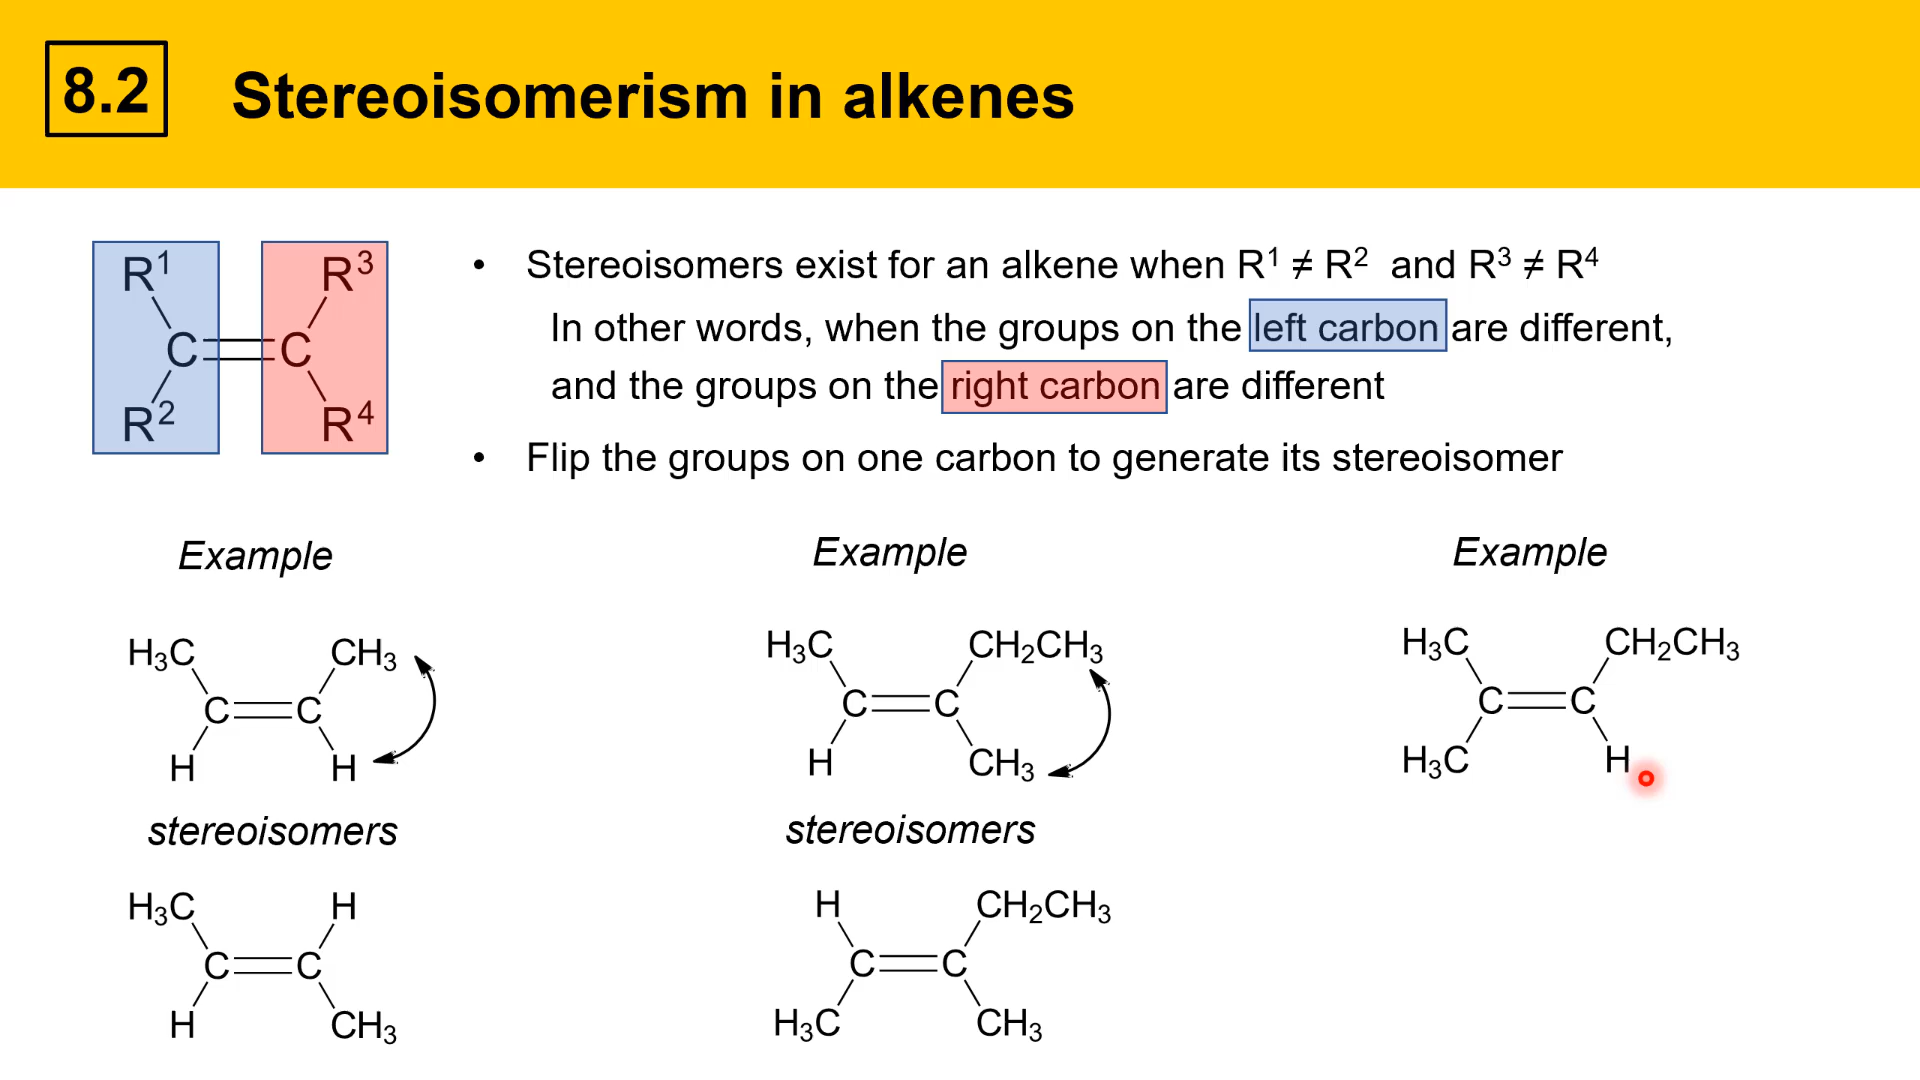 8.2 Stereoisomerism in alkenes
R¹ R³
C C
R² R⁴
• Stereoisomers exist for an alkene when R¹ ≠ R² and R³ ≠ R⁴
In other words, when the groups on the left carbon are different,
and the groups on the right carbon are different
• Flip the groups on one carbon to generate its stereoisomer
Example
H₃C CH₃
C C
H H
stereoisomers
H₃C H
C C
H CH₃
Example
H₃C CH₂CH₃
C C
H CH₃
stereoisomers
H CH₂CH₃
C C
H₃C CH₃
Example
H₃C CH₂CH₃
C C
H₃C H